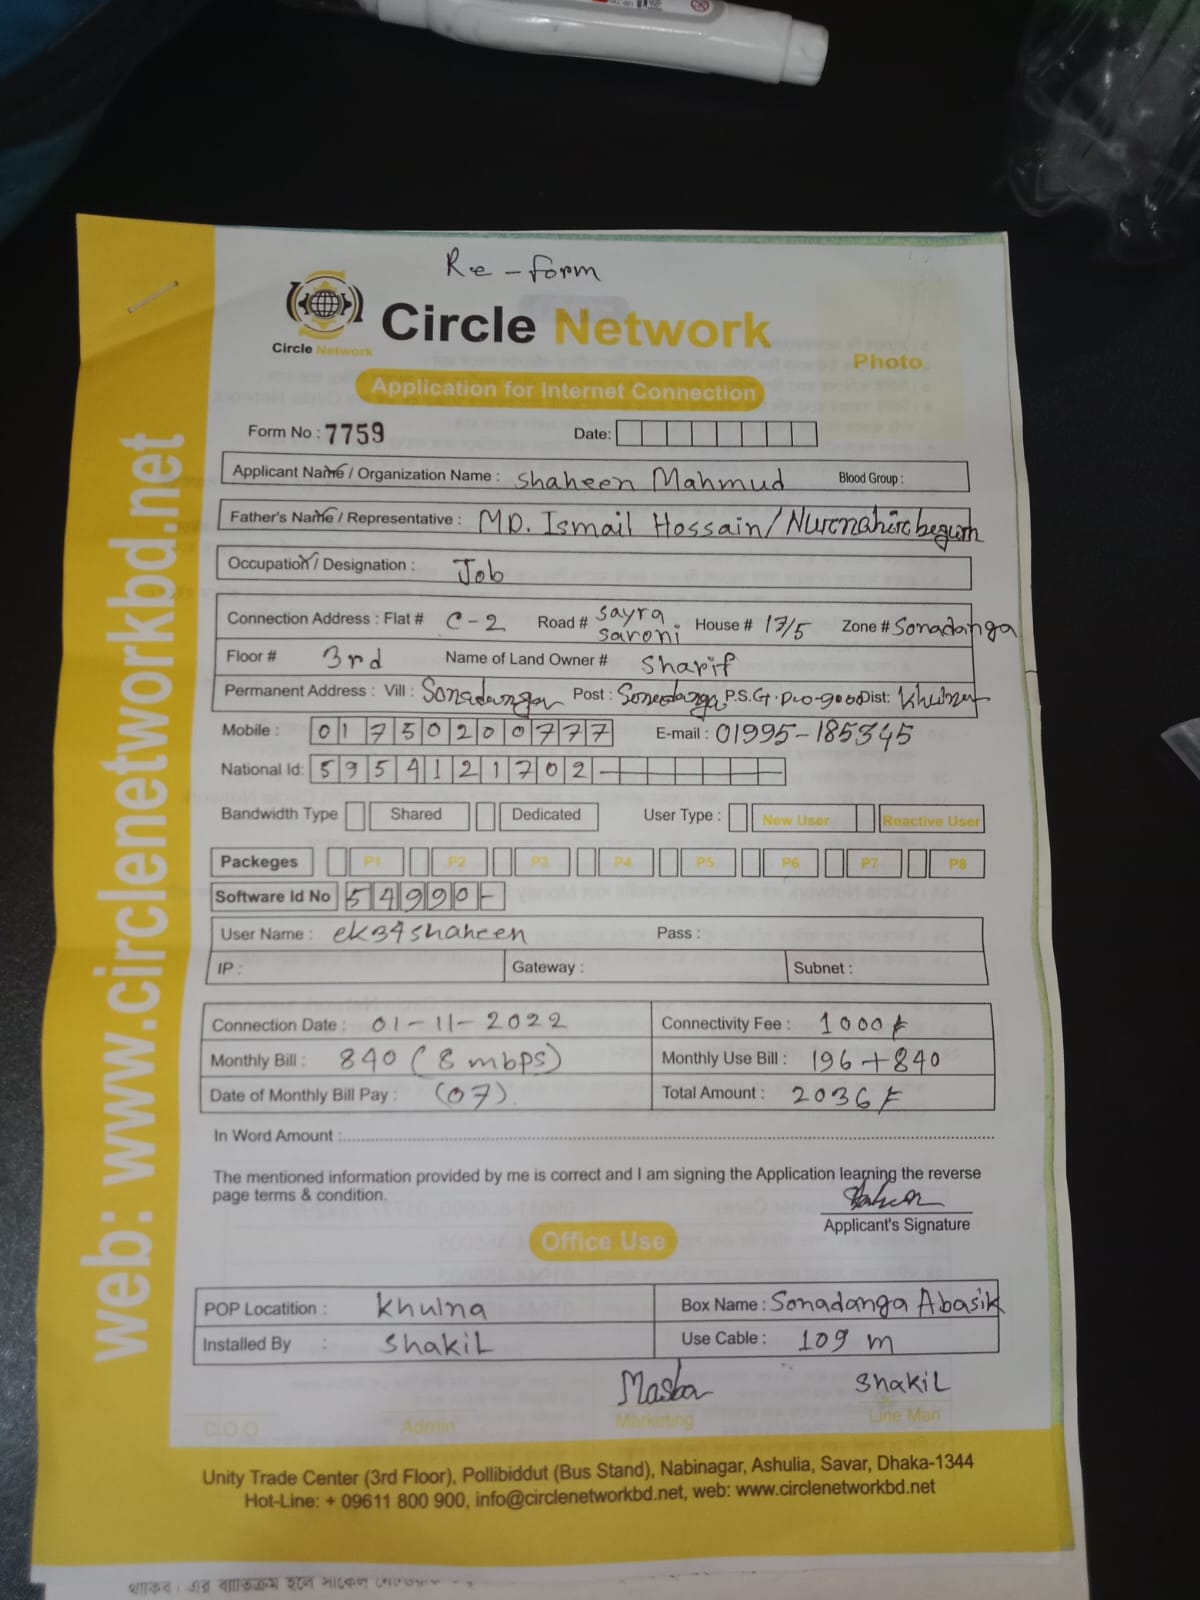 Re-form
Circle Network
Circle Network
Photo
Application for Internet Connection
Form No : 7759 Date:
Applicant Name / Organization Name : Shaheen Mahmud Blood Group :
Father's Name / Representative : MD. Ismail Hossain/Nurnahar begum
Occupation / Designation : Job
Connection Address : Flat # C-2 Road # Sayra Saroni House # 17/5 Zone # Sonadanga
Floor # 3rd Name of Land Owner # Sharif
Permanent Address : Vill : Sonadanga Post : Sonadanga P.S. Dist: Khulna
Mobile : 01750200777 E-mail : 01995-185345
National Id: 5954121702
Bandwidth Type Shared Dedicated User Type : New User Reactive User
Packeges P1 P2 P3 P4 P5 P6 P7 P8
Software Id No 54990-
User Name : ek34shaheen Pass :
IP : Gateway : Subnet :
Connection Date : 01-11-2022 Connectivity Fee : 1000৳
Monthly Bill : 840 (8 mbps) Monthly Use Bill : 196+840
Date of Monthly Bill Pay : (07). Total Amount : 2036৳
In Word Amount :
The mentioned information provided by me is correct and I am signing the Application learning the reverse
page terms & condition.
Applicant's Signature
Office Use
POP Locatition : Khulna Box Name : Sonadanga Abasik
Installed By : Shakil Use Cable : 109 m
Shakil
C.O.O Admin Marketing Line Man
Unity Trade Center (3rd Floor), Pollibiddut (Bus Stand), Nabinagar, Ashulia, Savar, Dhaka-1344
Hot-Line: + 09611 800 900, info@circlenetworkbd.net, web: www.circlenetworkbd.net
web: www.circlenetworkbd.net
থাকিব। এর ব্যতিক্রম হলে সার্কেল